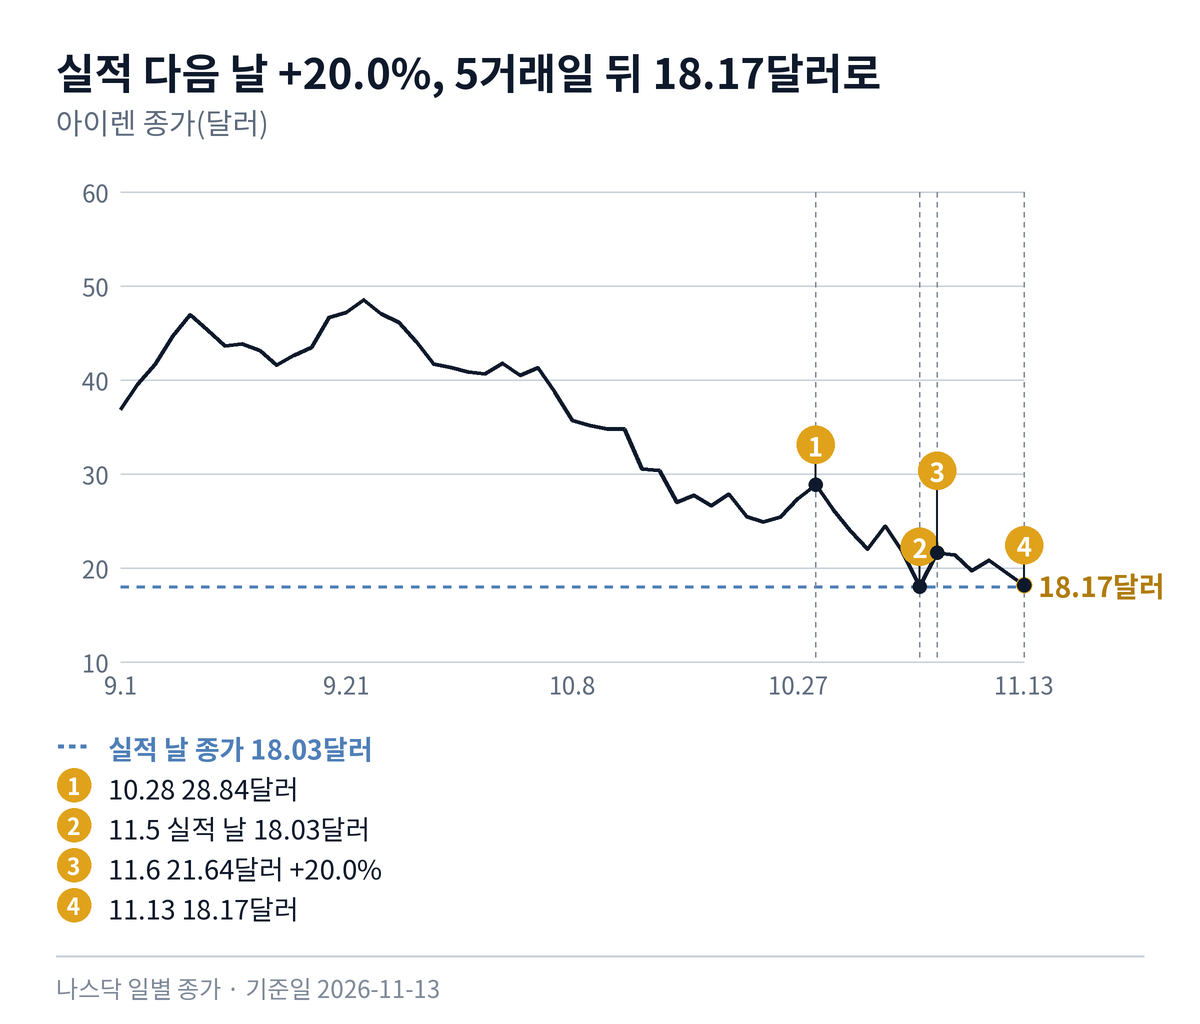 실적 다음 날 +20.0%, 5거래일 뒤 18.17달러로
아이렌 종가(달러)
60
50
40
30
20
10
1
2
3
4
18.17달러
9.1
9.21
10.8
10.27
11.13
실적 날 종가 18.03달러
1 10.28 28.84달러
2 11.5 실적 날 18.03달러
3 11.6 21.64달러 +20.0%
4 11.13 18.17달러
나스닥 일별 종가 · 기준일 2026-11-13